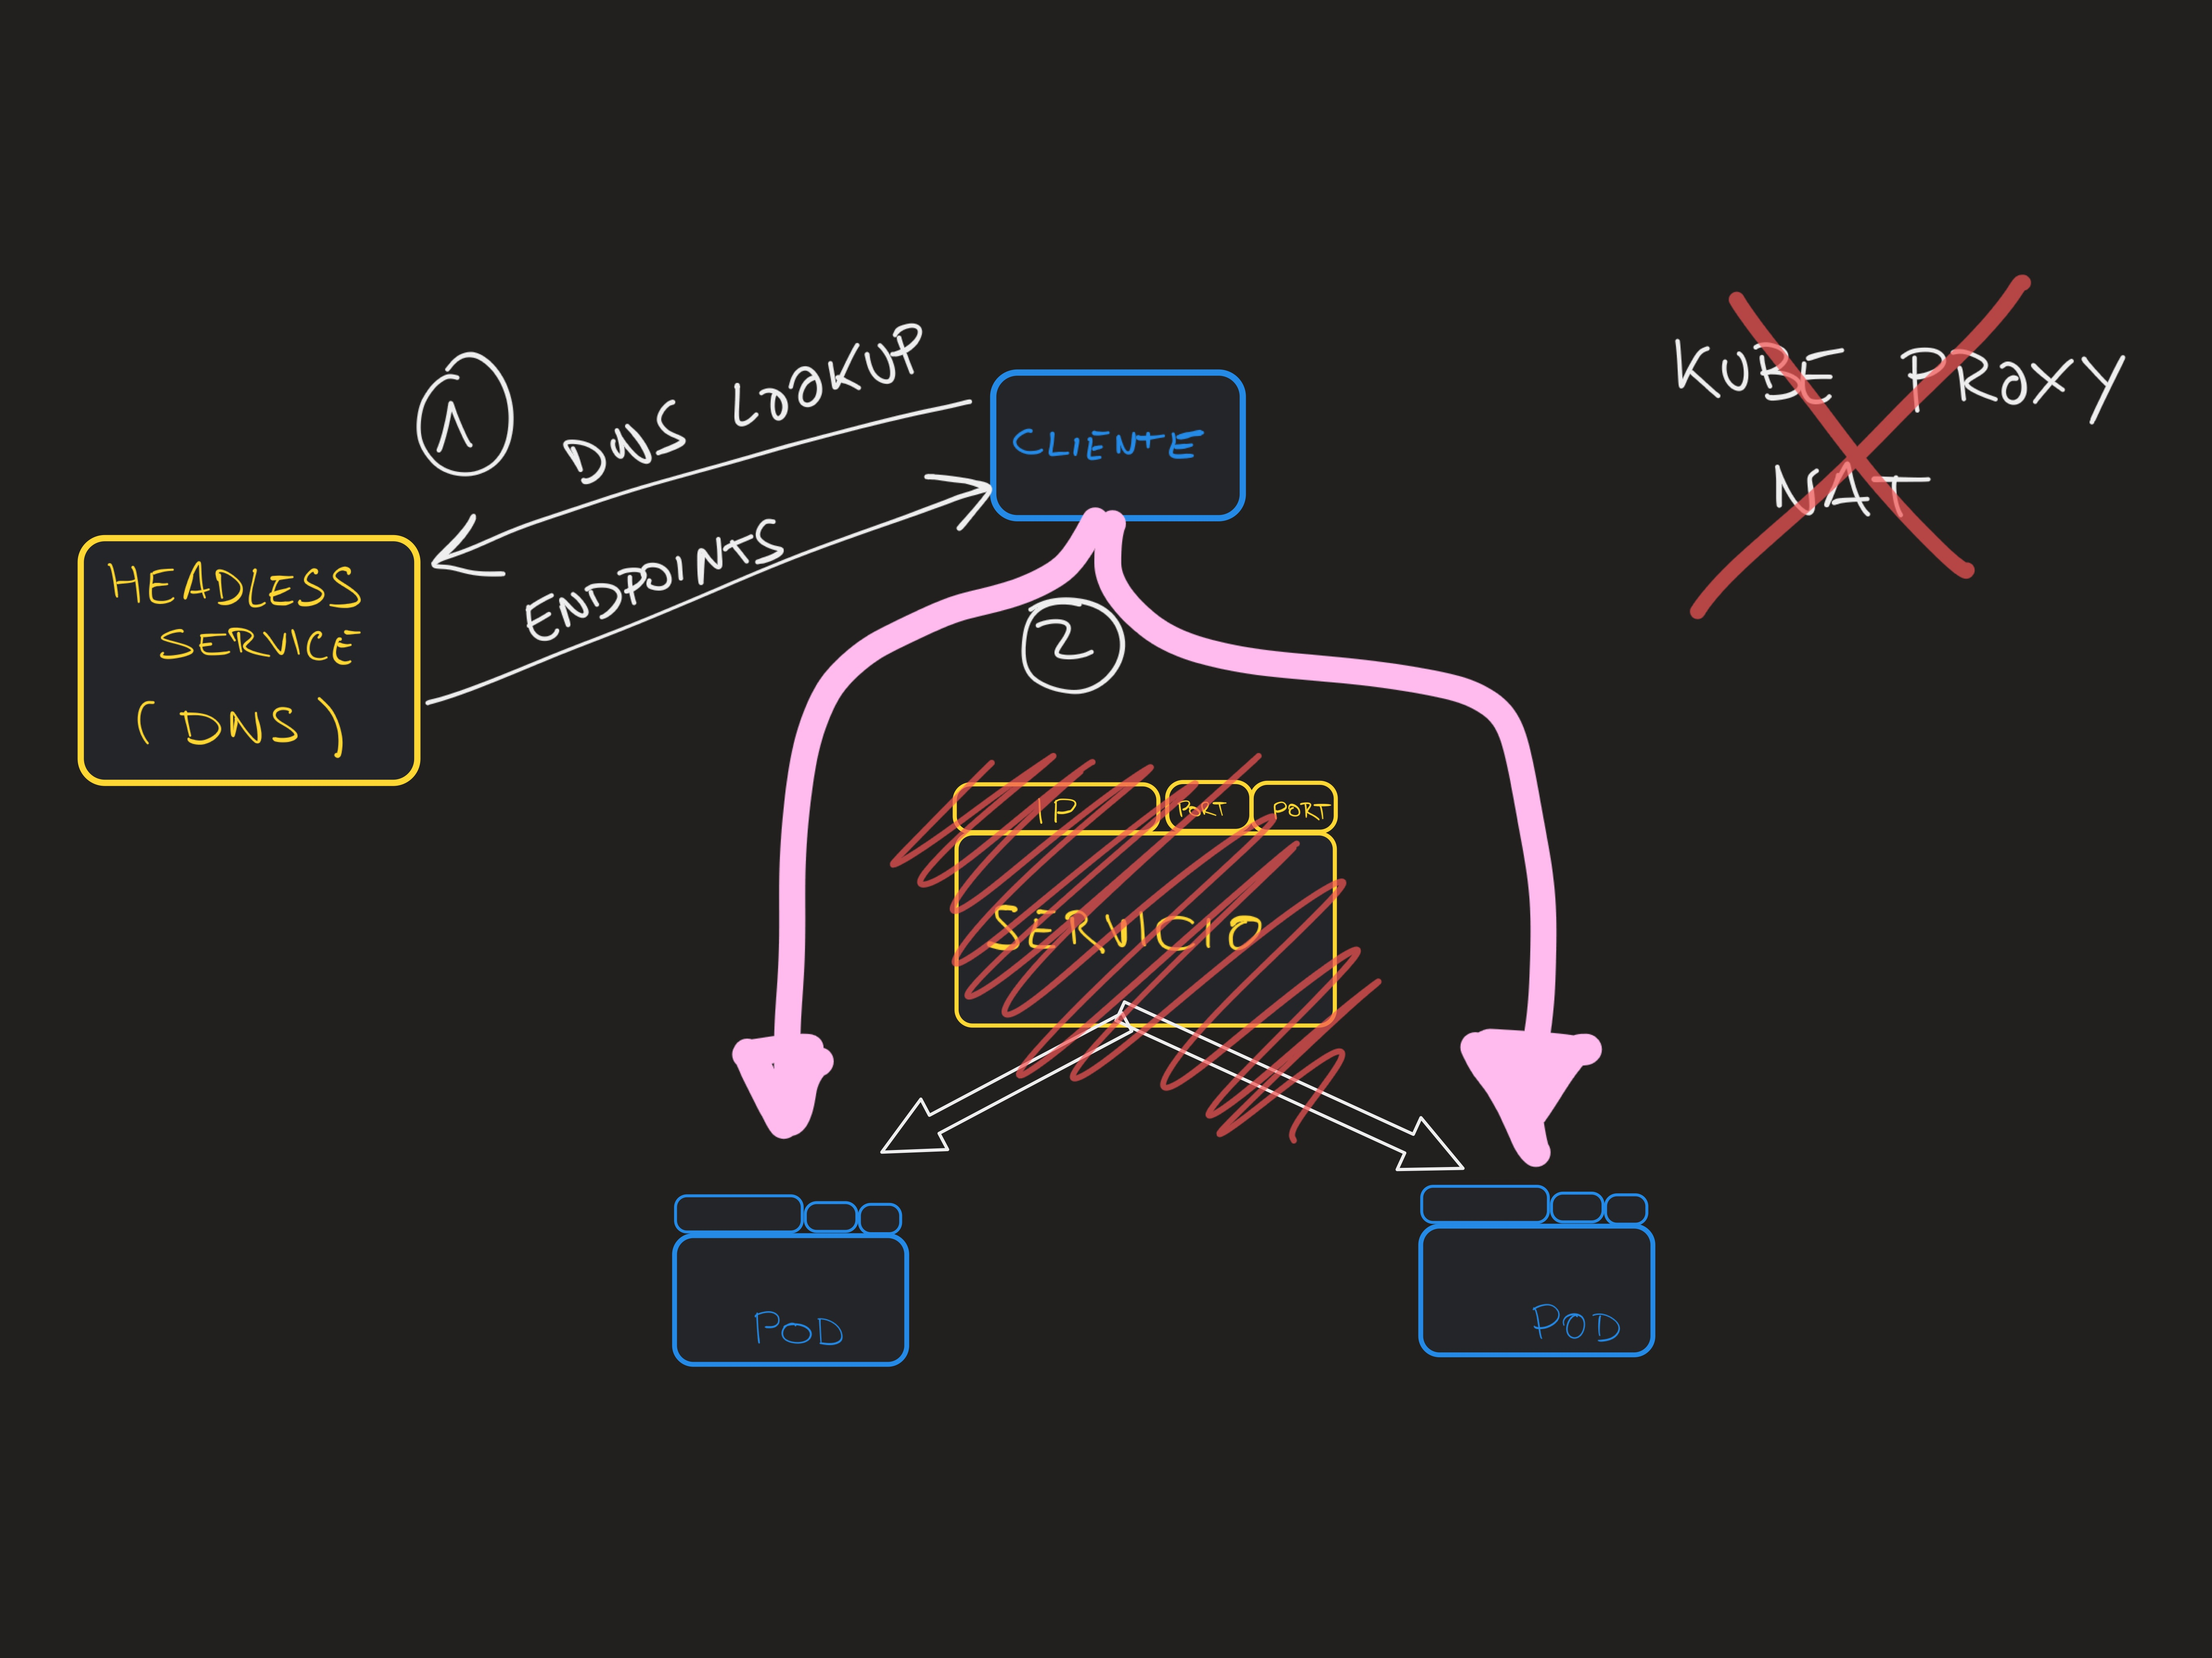 1
DNS LOOKUP
CLIENTE
KUBE PROXY
NAT
ENDPOINTS
HEADLESS
SERVICE
(DNS)
2
IP
PORT
PORT
SERVICIO
POD
POD